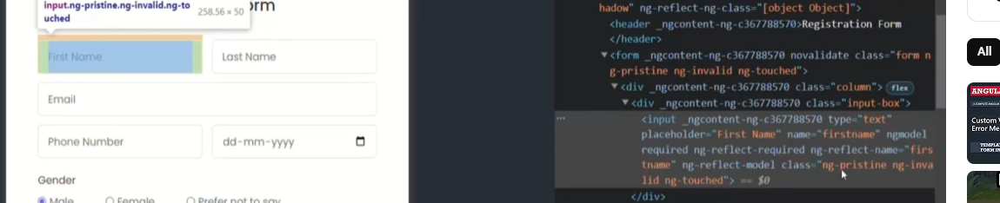 input.ng-pristine.ng-invalid.ng-to
uched
258.56 × 50
orm
First Name
Last Name
Email
Phone Number
dd-mm-yyyy
Gender
Male
Female
Prefer not to say
hadow" ng-reflect-ng-class="[object Object]">
<header _ngcontent-ng-c367788570>Registration Form
</header>
<form _ngcontent-ng-c367788570 novalidate class="form n
g-pristine ng-invalid ng-touched">
<div _ngcontent-ng-c367788570 class="column"> flex
<div _ngcontent-ng-c367788570 class="input-box">
<input _ngcontent-ng-c367788570 type="text"
placeholder="First Name" name="firstname" ngmodel
required ng-reflect-required ng-reflect-name="firs
tname" ng-reflect-model class="ng-pristine ng-inva
lid ng-touched"> == $0
</div>
All
ANGULA
Custom V
Error Me
TEMPLA
FORM IN